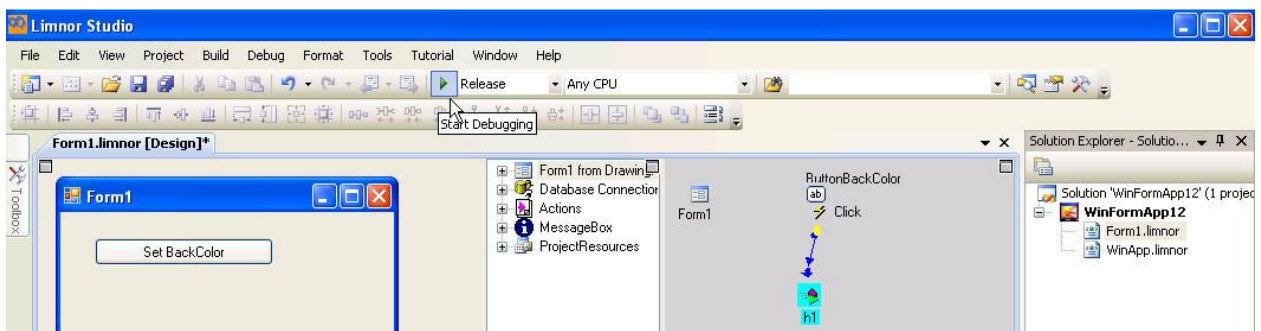 Limnor Studio
File Edit View Project Build Debug Format Tools Tutorial Window Help
Release Any CPU
Start Debugging
Form1.limnor [Design]*
Solution Explorer - Solutio...
Toolbox
Form1
Set BackColor
Form1 from Drawing
Database Connection
Actions
MessageBox
ProjectResources
Form1
ButtonBackColor
ab
Click
h1
Solution 'WinFormApp12' (1 projec
WinFormApp12
Form1.limnor
WinApp.limnor